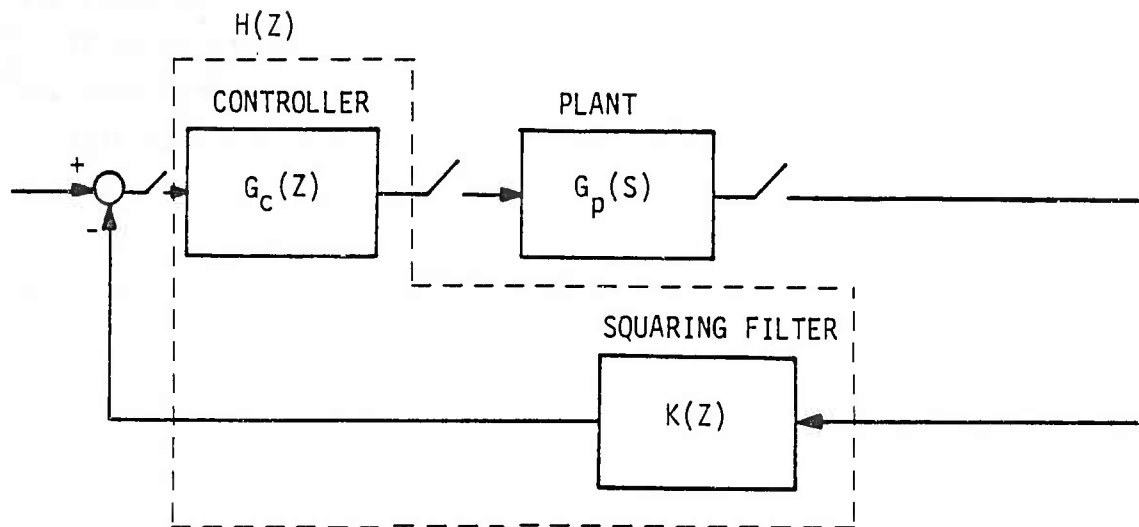 H(Z)
CONTROLLER
PLANT
+
G_c(Z)
G_p(S)
-
SQUARING FILTER
K(Z)